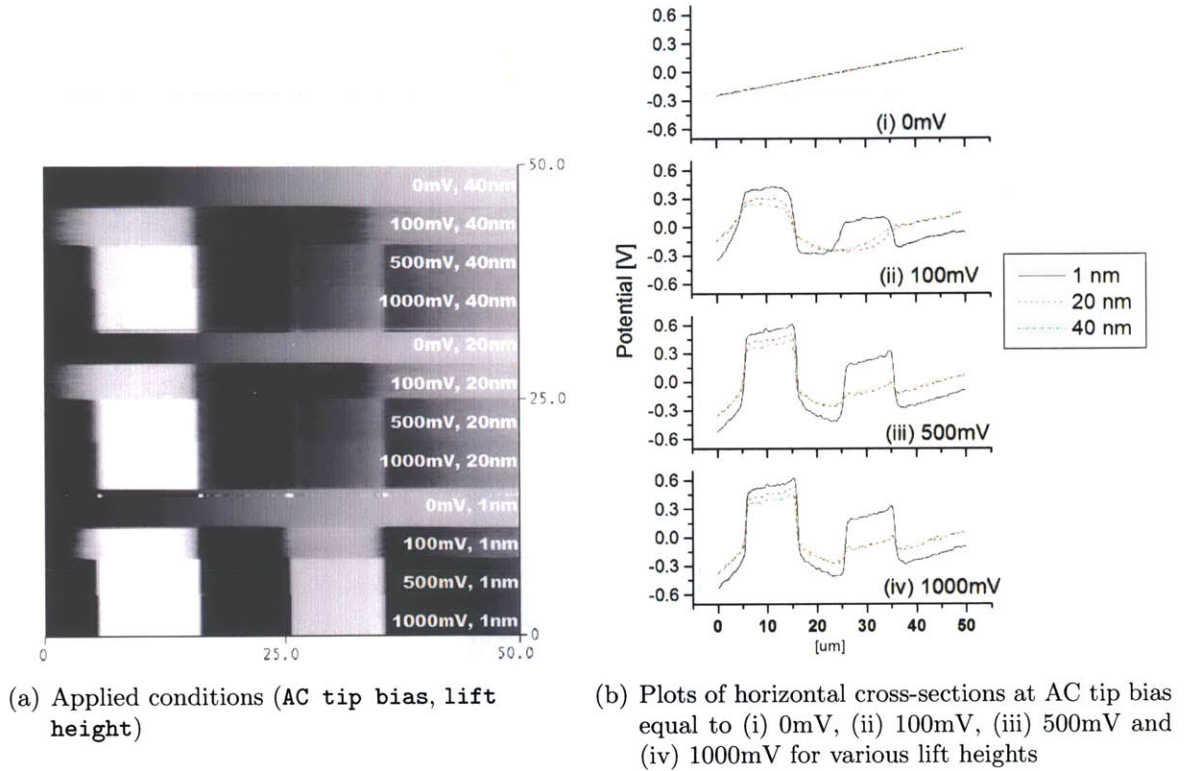 0mV, 40nm
100mV, 40nm
500mV, 40nm
1000mV, 40nm
0mV, 20nm
100mV, 20nm
500mV, 20nm
1000mV, 20nm
0mV, 1nm
100mV, 1nm
500mV, 1nm
1000mV, 1nm
50.0
25.0
0
0
25.0
50.0
(a) Applied conditions (AC tip bias, lift
height)
Potential [V]
0.6
0.3
0.0
-0.3
-0.6
(i) 0mV
0.6
0.3
0.0
-0.3
-0.6
(ii) 100mV
0.6
0.3
0.0
-0.3
-0.6
(iii) 500mV
0.6
0.3
0.0
-0.3
-0.6
(iv) 1000mV
0 10 20 30 40 50
[um]
1 nm
20 nm
40 nm
(b) Plots of horizontal cross-sections at AC tip bias
equal to (i) 0mV, (ii) 100mV, (iii) 500mV and
(iv) 1000mV for various lift heights